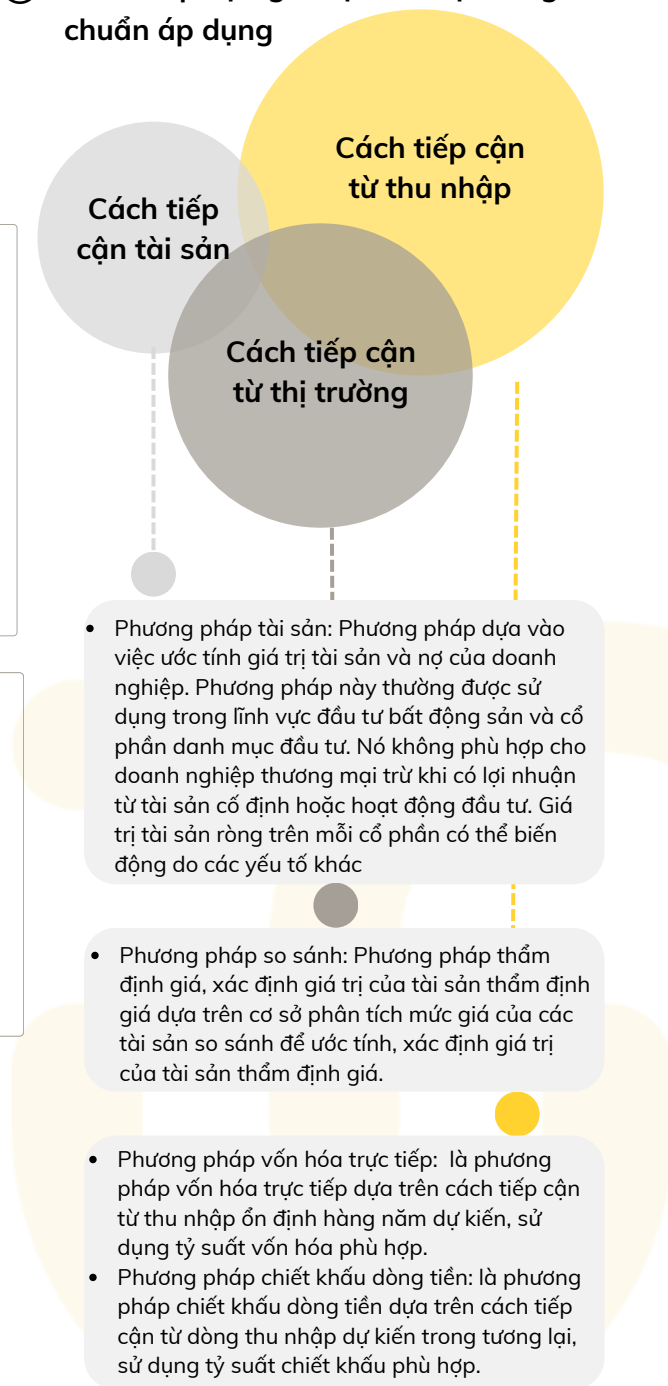 chuẩn áp dụng
Cách tiếp cận
từ thu nhập
Cách tiếp
cận tài sản
Cách tiếp cận
từ thị trường
• Phương pháp tài sản: Phương pháp dựa vào
việc ước tính giá trị tài sản và nợ của doanh
nghiệp. Phương pháp này thường được sử
dụng trong lĩnh vực đầu tư bất động sản và cổ
phần danh mục đầu tư. Nó không phù hợp cho
doanh nghiệp thương mại trừ khi có lợi nhuận
từ tài sản cố định hoặc hoạt động đầu tư. Giá
trị tài sản ròng trên mỗi cổ phần có thể biến
động do các yếu tố khác
• Phương pháp so sánh: Phương pháp thẩm
định giá, xác định giá trị của tài sản thẩm định
giá dựa trên cơ sở phân tích mức giá của các
tài sản so sánh để ước tính, xác định giá trị
của tài sản thẩm định giá.
• Phương pháp vốn hóa trực tiếp: là phương
pháp vốn hóa trực tiếp dựa trên cách tiếp cận
từ thu nhập ổn định hàng năm dự kiến, sử
dụng tỷ suất vốn hóa phù hợp.
• Phương pháp chiết khấu dòng tiền: là phương
pháp chiết khấu dòng tiền dựa trên cách tiếp
cận từ dòng thu nhập dự kiến trong tương lại,
sử dụng tỷ suất chiết khấu phù hợp.